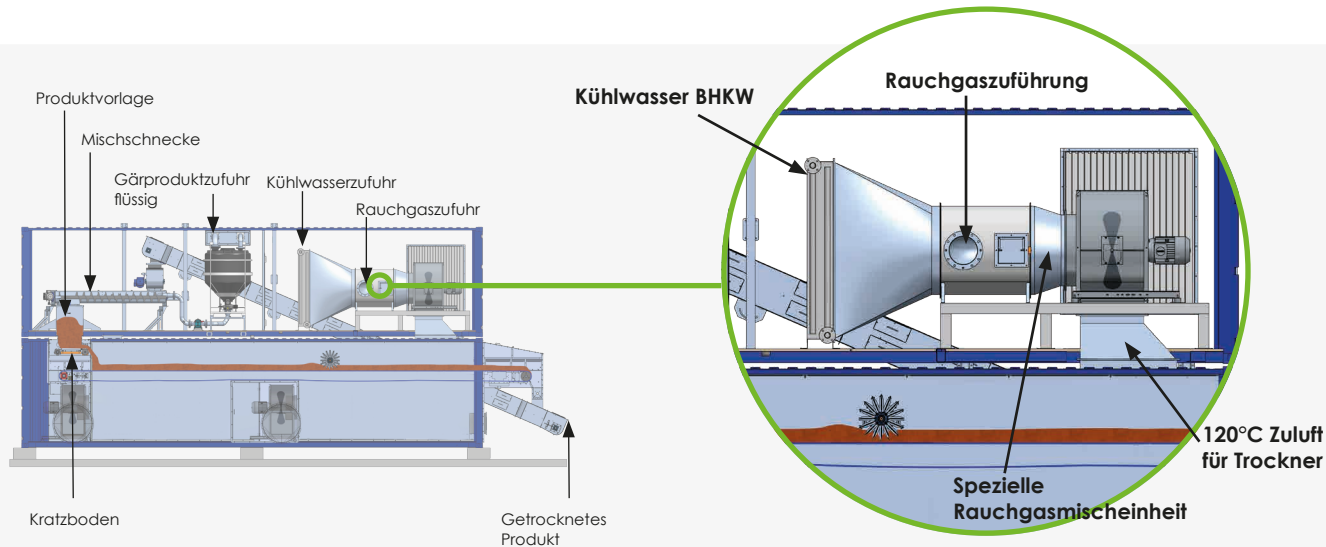 Produktvorlage
Mischschnecke
Gärproduktzufuhr
flüssig
Kühlwasserzufuhr
Rauchgaszufuhr
Kratzboden
Getrocknetes
Produkt
Kühlwasser BHKW
Rauchgaszuführung
120°C Zuluft
für Trockner
Spezielle
Rauchgasmischeinheit